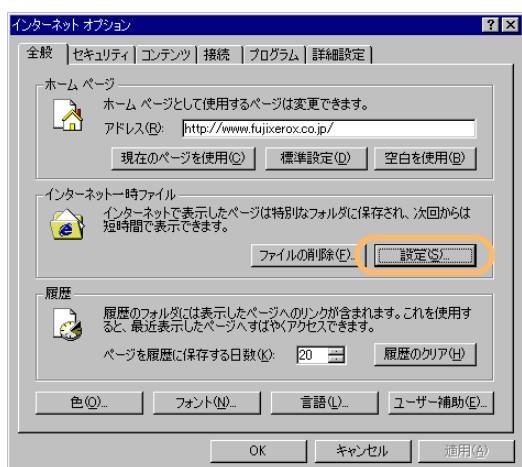 インターネット オプション
全般 セキュリティ コンテンツ 接続 プログラム 詳細設定
ホーム ページ
ホーム ページとして使用するページは変更できます。
アドレス(R): http://www.fujixerox.co.jp/
現在のページを使用(C) 標準設定(D) 空白を使用(B)
インターネット一時ファイル
インターネットで表示したページは特別なフォルダに保存され、次回からは
短時間で表示できます。
ファイルの削除(F)... 設定(S)...
履歴
履歴のフォルダには表示したページへのリンクが含まれます。これを使用す
ると、最近表示したページへすばやくアクセスできます。
ページを履歴に保存する日数(K): 20 履歴のクリア(H)
色(O)... フォント(N)... 言語(L)... ユーザー補助(E)...
OK キャンセル 適用(A)